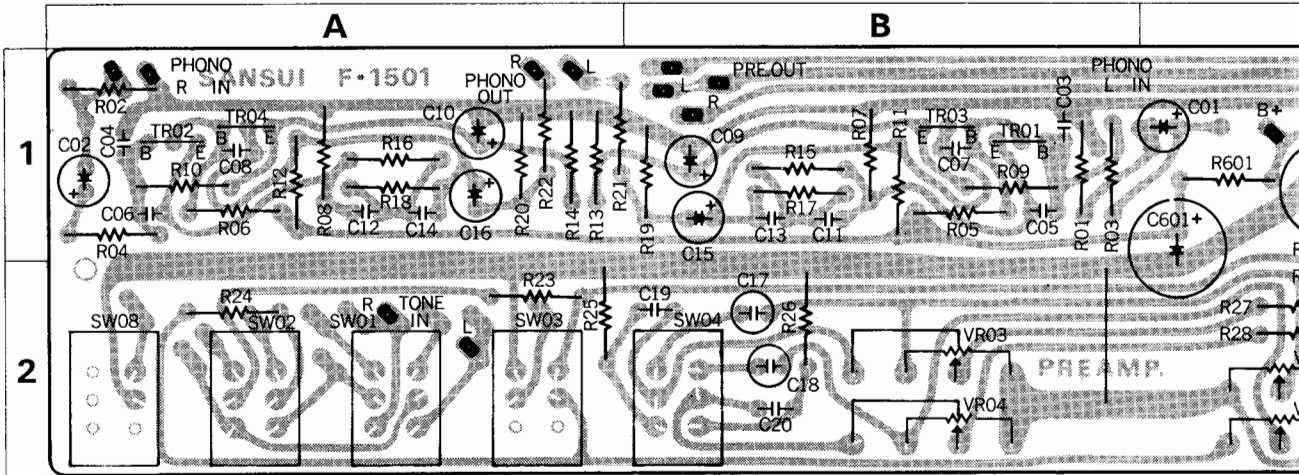 A B
1
2
SANSUI F·1501
PHONO R IN
PHONO OUT
R L
PRE.OUT
L
R
PHONO L IN
B+
R02
C04
TR02
B E
TR04
B E
C02
+
R10
C08
C06
R06
R04
R12
R08
R16
R18
C12
C14
C10
+
C16
+
R20
R22
R14
R13
R21
R19
C09
+
C15
+
R15
R17
C13
C11
R07
R11
TR03
B E
C07
TR01
E B
R09
R05
C05
C03
R01
R03
C01
+
R601
C601
+
R24
SW08
SW02
SW01
R
TONE IN
L
R23
SW03
R25
C19
SW04
C17
R26
C18
C20
VR03
VR04
PREAMP.
R27
R28